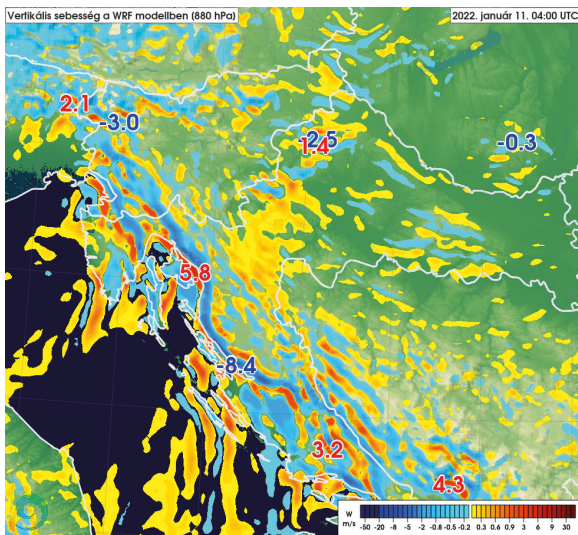 Vertikális sebesség a WRF modellben (880 hPa)
2022. január 11. 04:00 UTC
2.1
-3.0
-2.5
1.4
-0.3
5.8
-8.4
3.2
4.3
W
m/s
-50 -20 -8 -5 -2 -1 -0.5 -0.2 0.1 0.3 0.6 0.9 3 6 9 30